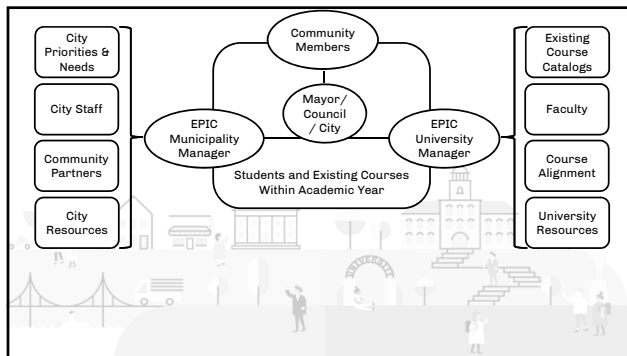 City
Priorities &
Needs
City Staff
Community
Partners
City
Resources
Community
Members
Mayor/
Council
/ City
EPIC
Municipality
Manager
EPIC
University
Manager
Students and Existing Courses
Within Academic Year
Existing
Course
Catalogs
Faculty
Course
Alignment
University
Resources
UNIVERSITY